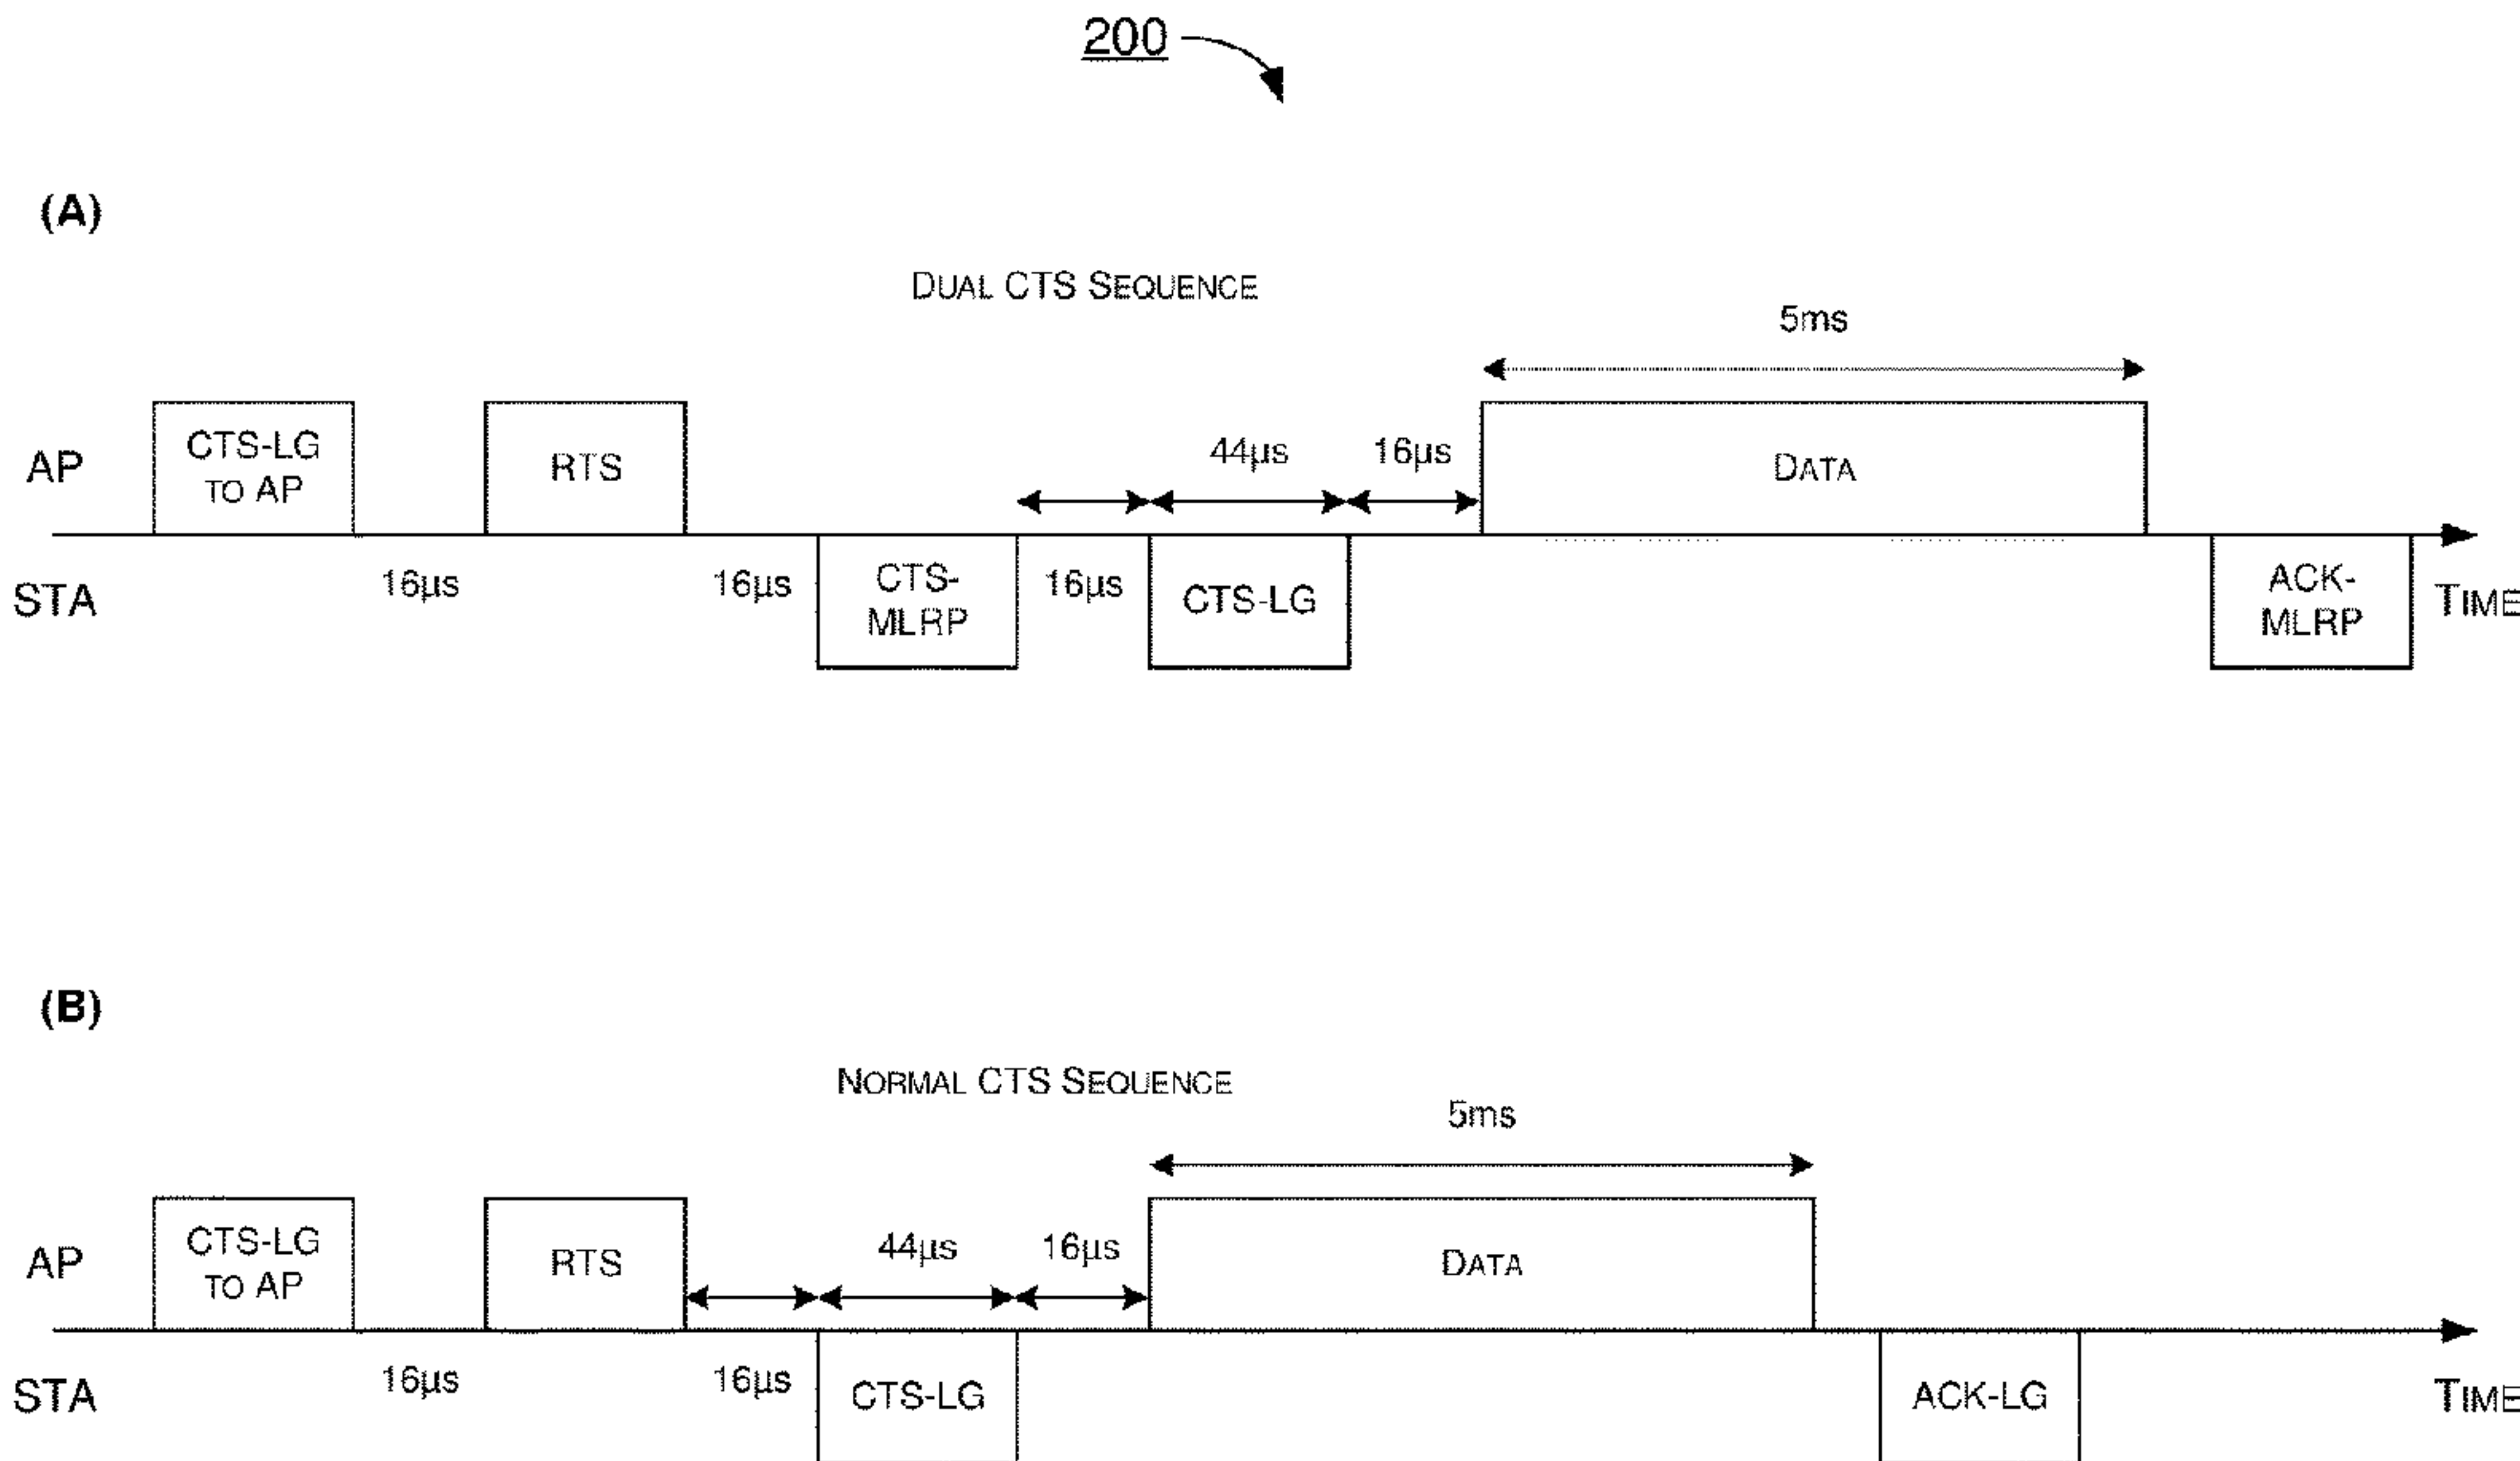 200
(A)
DUAL CTS SEQUENCE
5ms
AP
CTS-LG
TO AP
RTS
44µs
16µs
DATA
STA
16µs
16µs
CTS-
MLRP
16µs
CTS-LG
ACK-
MLRP
TIME
(B)
NORMAL CTS SEQUENCE
5ms
AP
CTS-LG
TO AP
RTS
44µs
16µs
DATA
STA
16µs
16µs
CTS-LG
ACK-LG
TIME